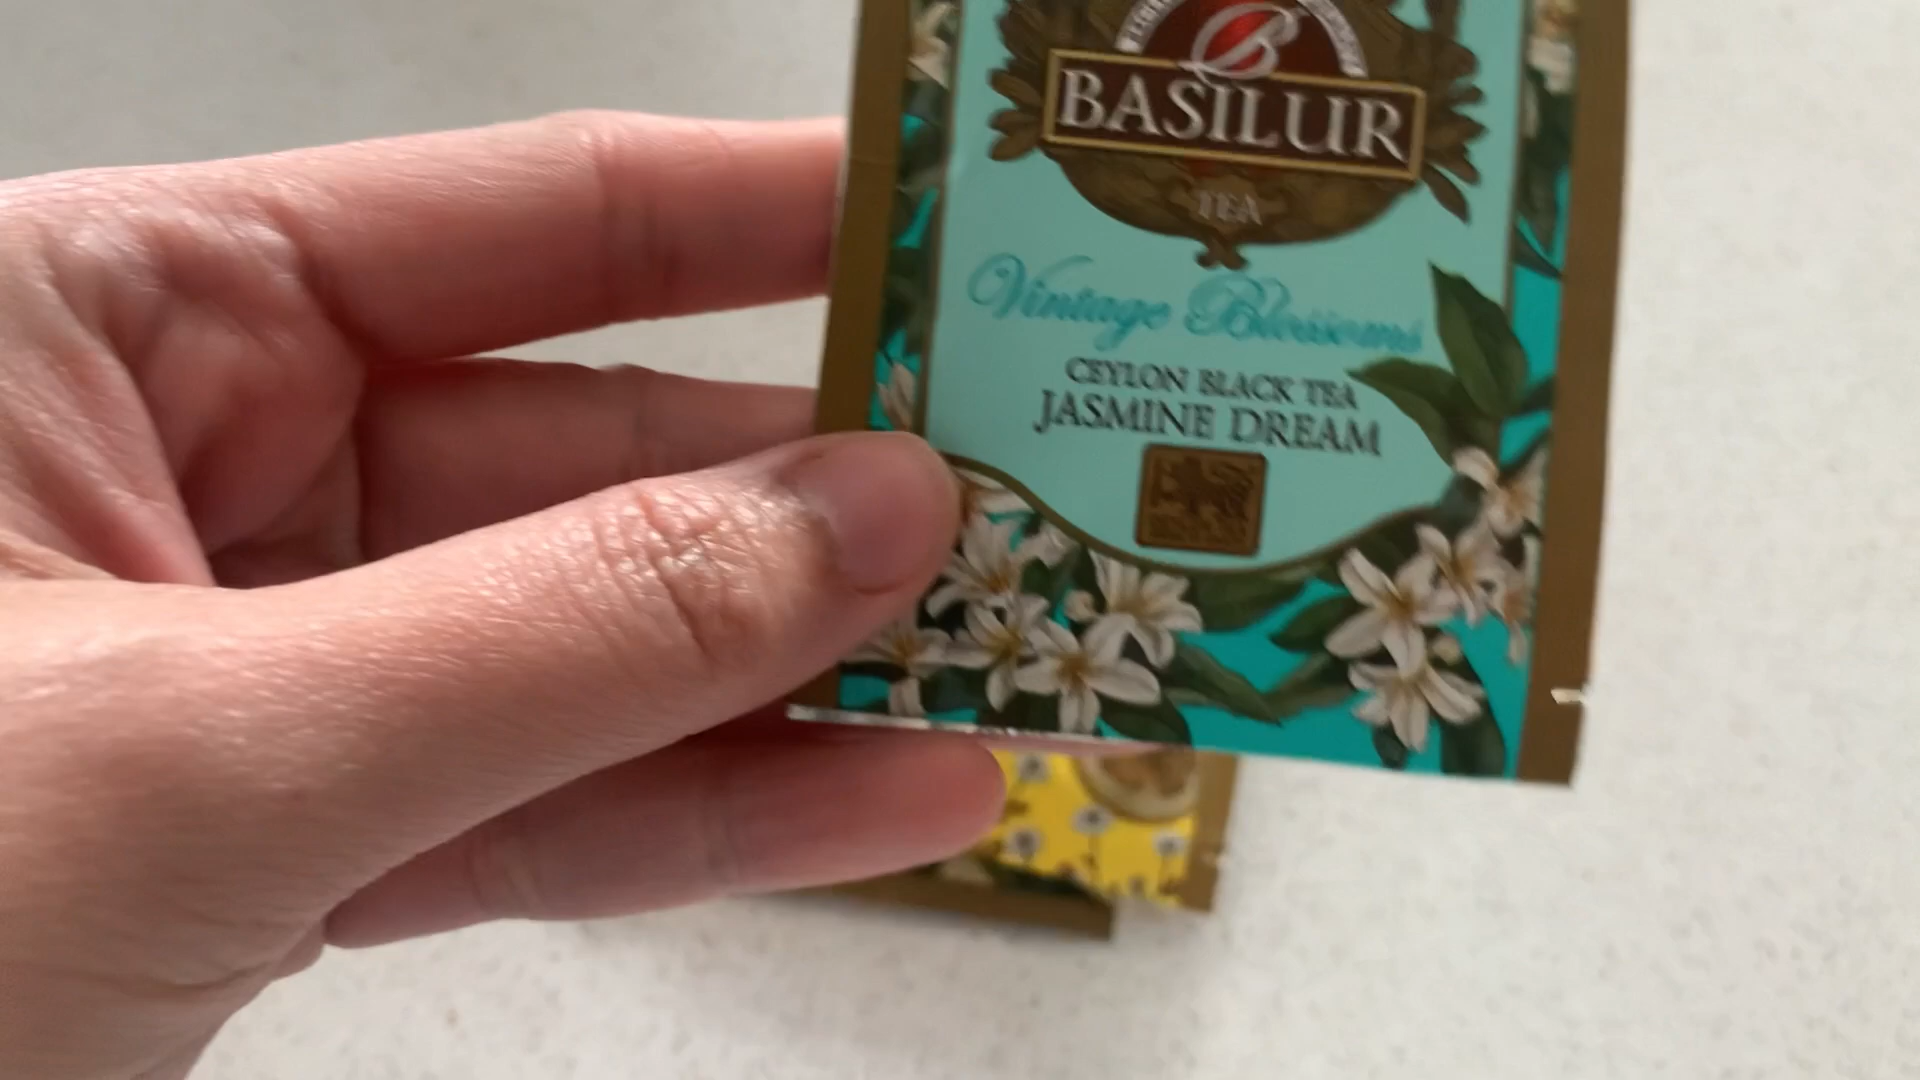 B
BASILUR
TEA
Vintage Blossoms
CEYLON BLACK TEA
JASMINE DREAM